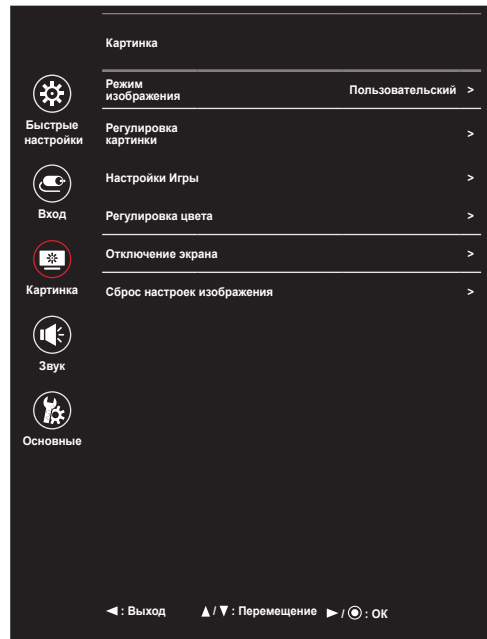 Картинка
Режим
изображения
Пользовательский >
Быстрые
настройки
Регулировка
картинки
>
Настройки Игры >
Вход
Регулировка цвета >
Отключение экрана >
Картинка
Сброс настроек изображения >
Звук
Основные
◄ : Выход ▲ / ▼ : Перемещение ► / ◉ : ОК